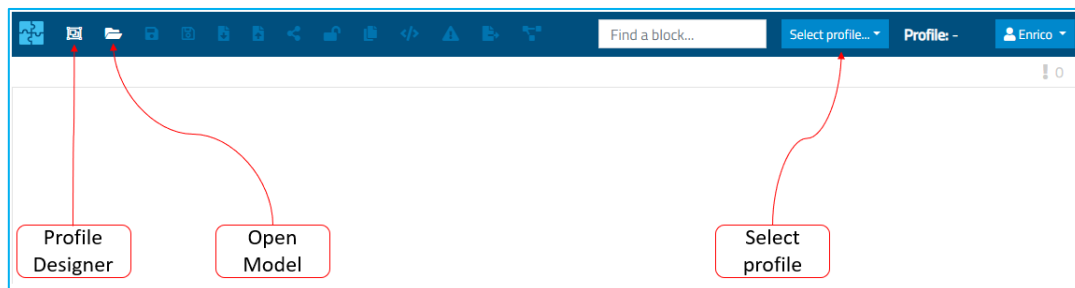 Find a block...
Select profile...
Profile: -
Enrico
0
Profile
Designer
Open
Model
Select
profile